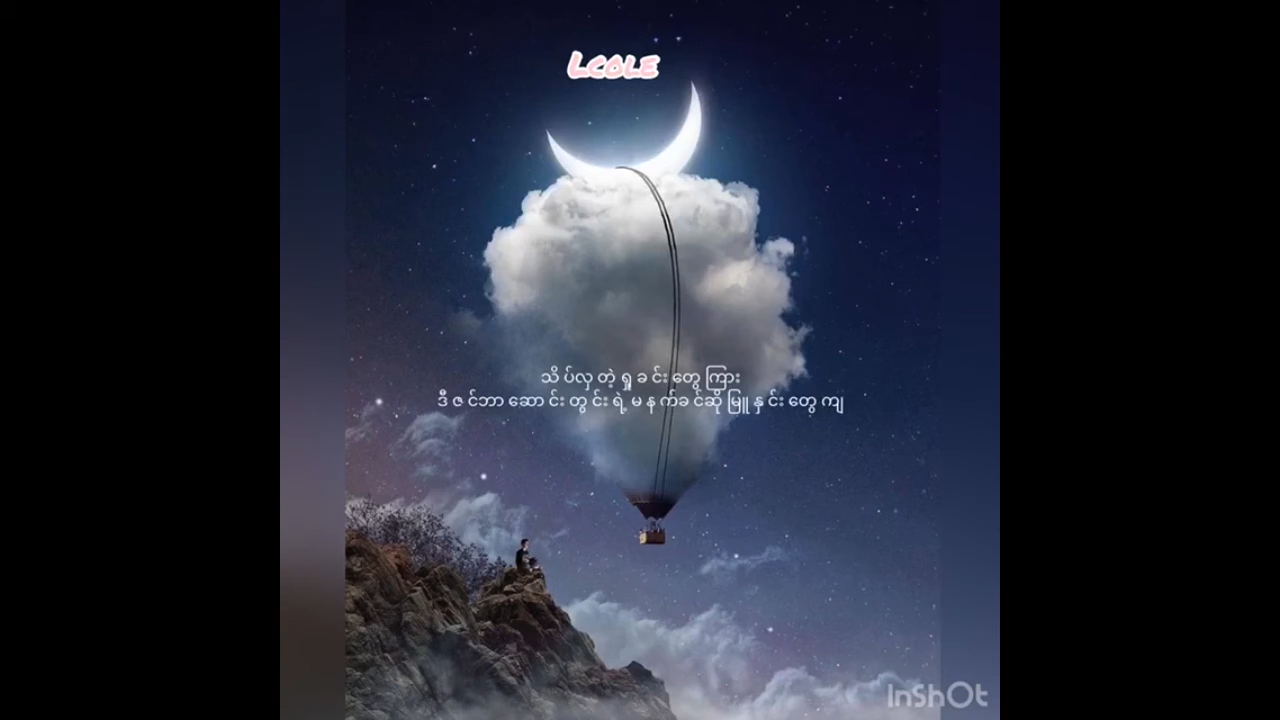 Lcole
သိပ်လှတဲ့ ရှုခင်းတွေကြား
ဒီဇင်ဘာဆောင်းတွင်းရဲ့ မနက်ခင်ဆို မြူနှင်းတွေကျ
InShOt